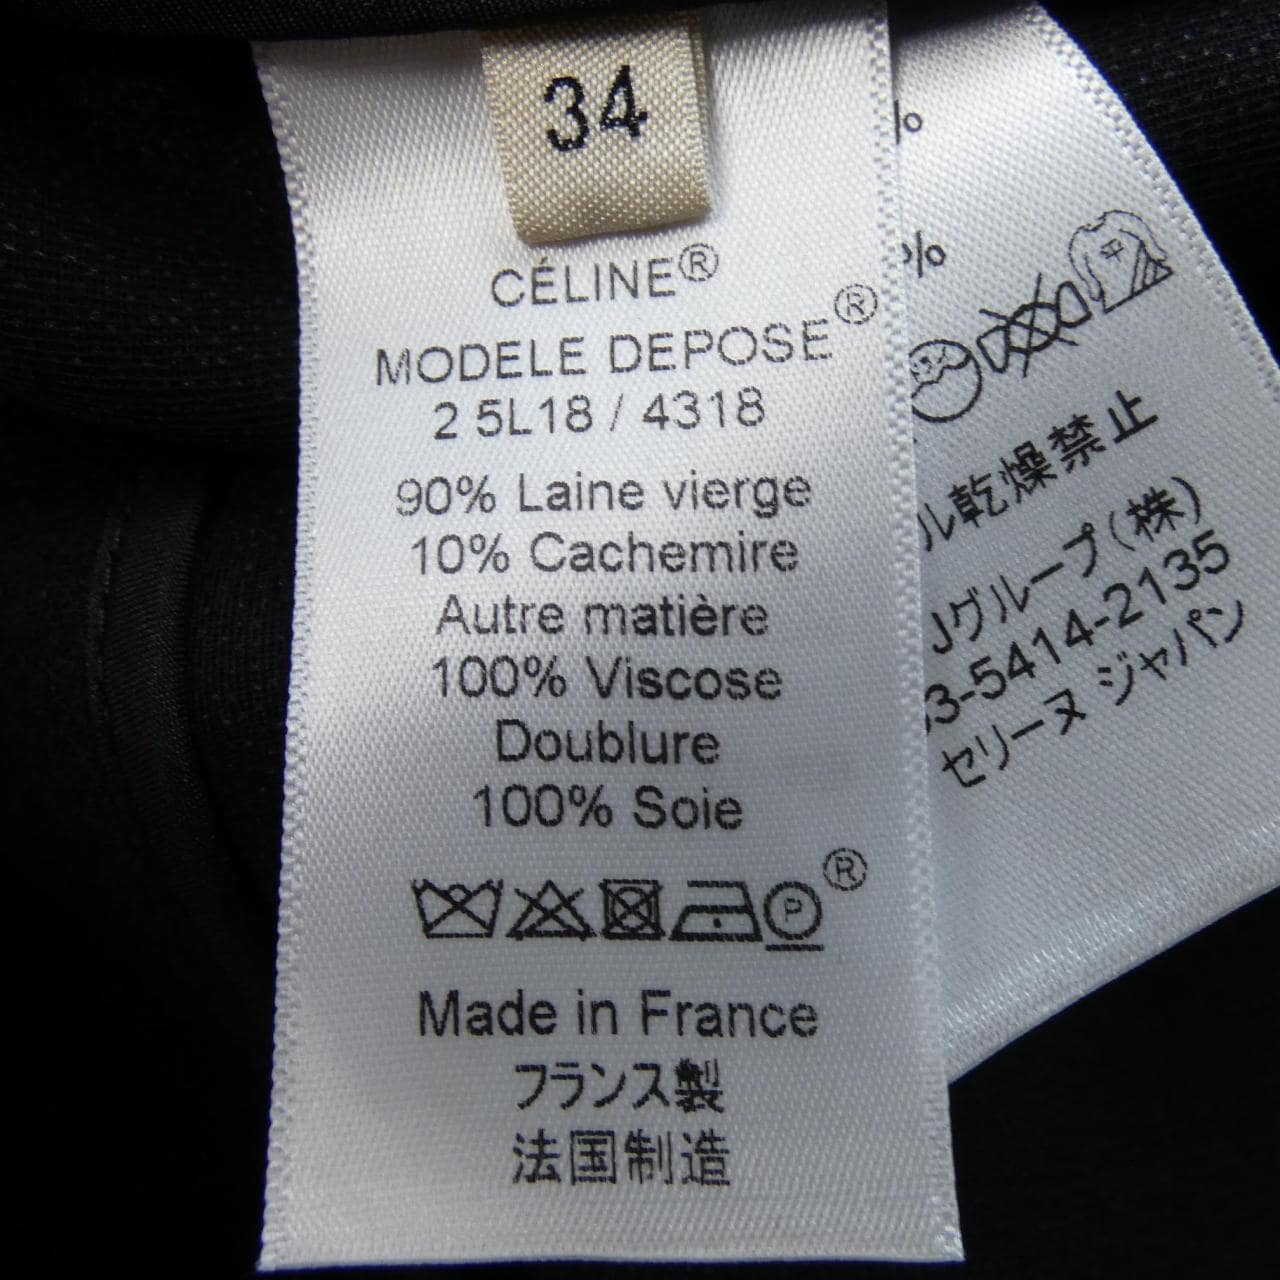 34
CÉLINE®
MODELE DEPOSE®
2 5L18 / 4318
90% Laine vierge
10% Cachemire
Autre matière
100% Viscose
Doublure
100% Soie
P ®
Made in France
フランス製
法国制造
%
%
平
ル乾燥禁止
Jグループ(株)
3-5414-2135
セリーヌ ジャパン